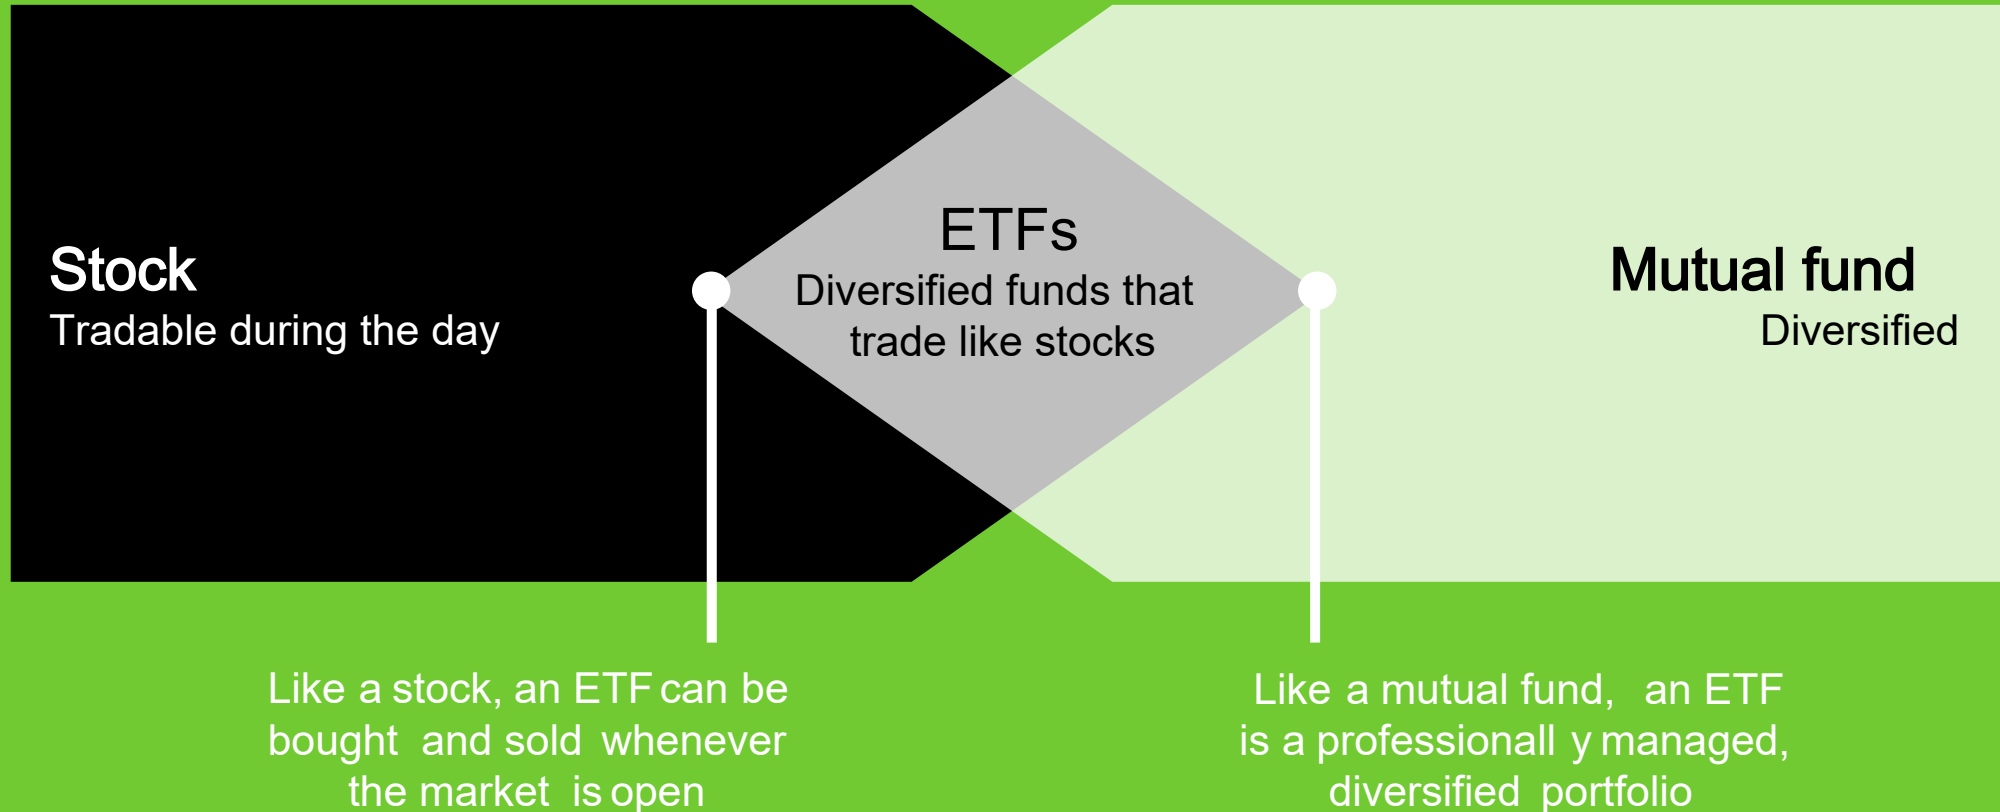 Stock
Tradable during the day
ETFs
Diversified funds that
trade like stocks
Mutual fund
Diversified
Like a stock, an ETF can be
bought and sold whenever
the market is open
Like a mutual fund, an ETF
is a professionall y managed,
diversified portfolio